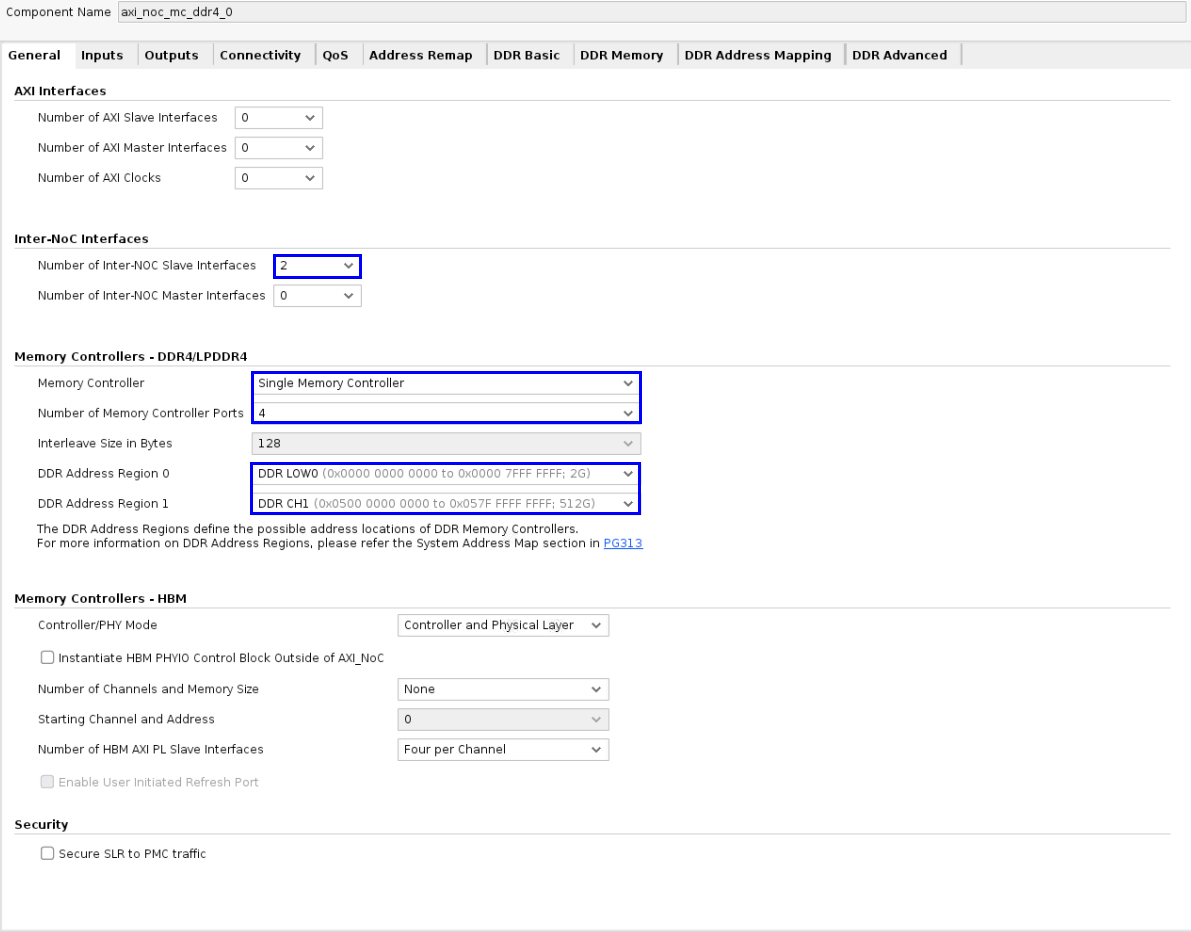 Component Name axi_noc_mc_ddr4_0
General Inputs Outputs Connectivity QoS Address Remap DDR Basic DDR Memory DDR Address Mapping DDR Advanced
AXI Interfaces
Number of AXI Slave Interfaces 0
Number of AXI Master Interfaces 0
Number of AXI Clocks 0
Inter-NoC Interfaces
Number of Inter-NOC Slave Interfaces 2
Number of Inter-NOC Master Interfaces 0
Memory Controllers - DDR4/LPDDR4
Memory Controller Single Memory Controller
Number of Memory Controller Ports 4
Interleave Size in Bytes 128
DDR Address Region 0 DDR LOW0 (0x0000 0000 0000 to 0x0000 7FFF FFFF; 2G)
DDR Address Region 1 DDR CH1 (0x0500 0000 0000 to 0x057F FFFF FFFF; 512G)
The DDR Address Regions define the possible address locations of DDR Memory Controllers.
For more information on DDR Address Regions, please refer the System Address Map section in PG313
Memory Controllers - HBM
Controller/PHY Mode Controller and Physical Layer
Instantiate HBM PHYIO Control Block Outside of AXI_NoC
Number of Channels and Memory Size None
Starting Channel and Address 0
Number of HBM AXI PL Slave Interfaces Four per Channel
Enable User Initiated Refresh Port
Security
Secure SLR to PMC traffic